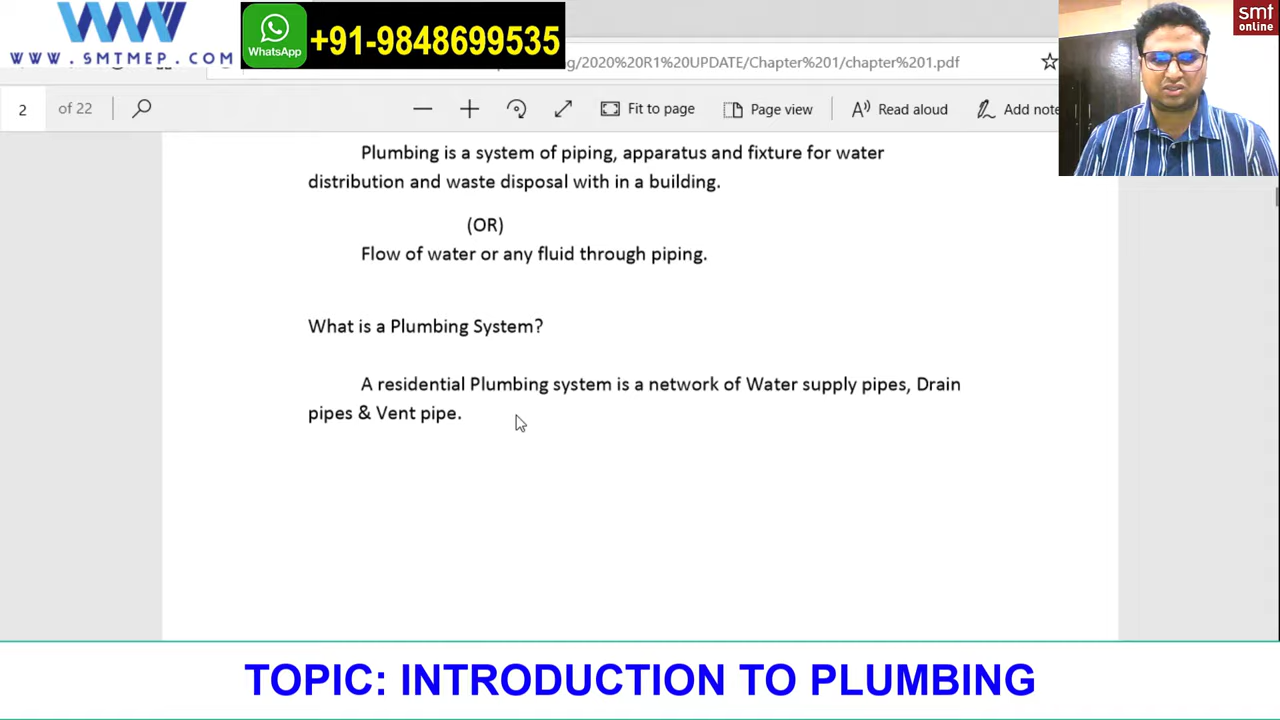 WWW.SMTMEP.COM
WhatsApp
+91-9848699535
smt
online
g/2020%20R1%20UPDATE/Chapter%201/chapter%201.pdf
2 of 22
Fit to page
Page view
Read aloud
Add note
Plumbing is a system of piping, apparatus and fixture for water
distribution and waste disposal with in a building.
(OR)
Flow of water or any fluid through piping.
What is a Plumbing System?
A residential Plumbing system is a network of Water supply pipes, Drain
pipes & Vent pipe.
TOPIC: INTRODUCTION TO PLUMBING